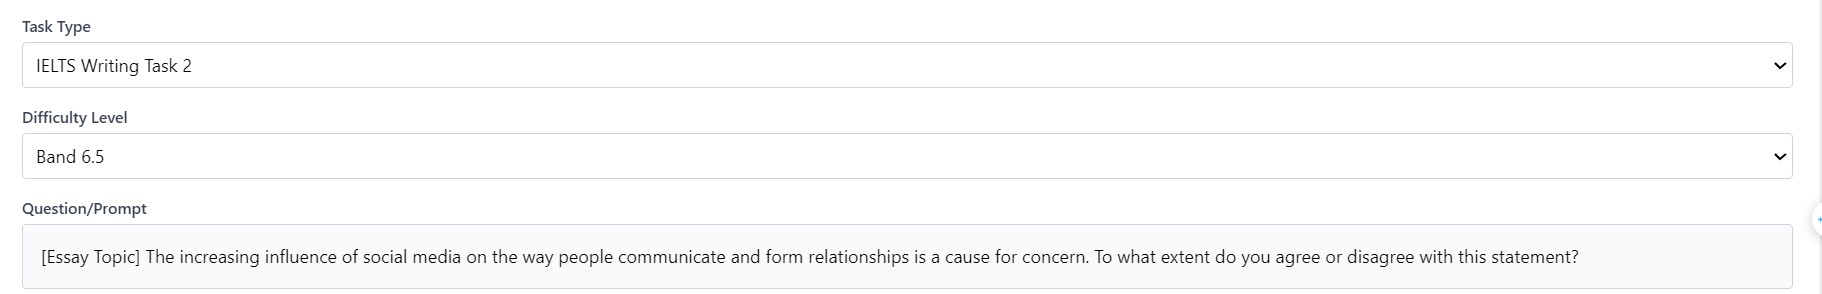 Task Type
IELTS Writing Task 2
Difficulty Level
Band 6.5
Question/Prompt
[Essay Topic] The increasing influence of social media on the way people communicate and form relationships is a cause for concern. To what extent do you agree or disagree with this statement?